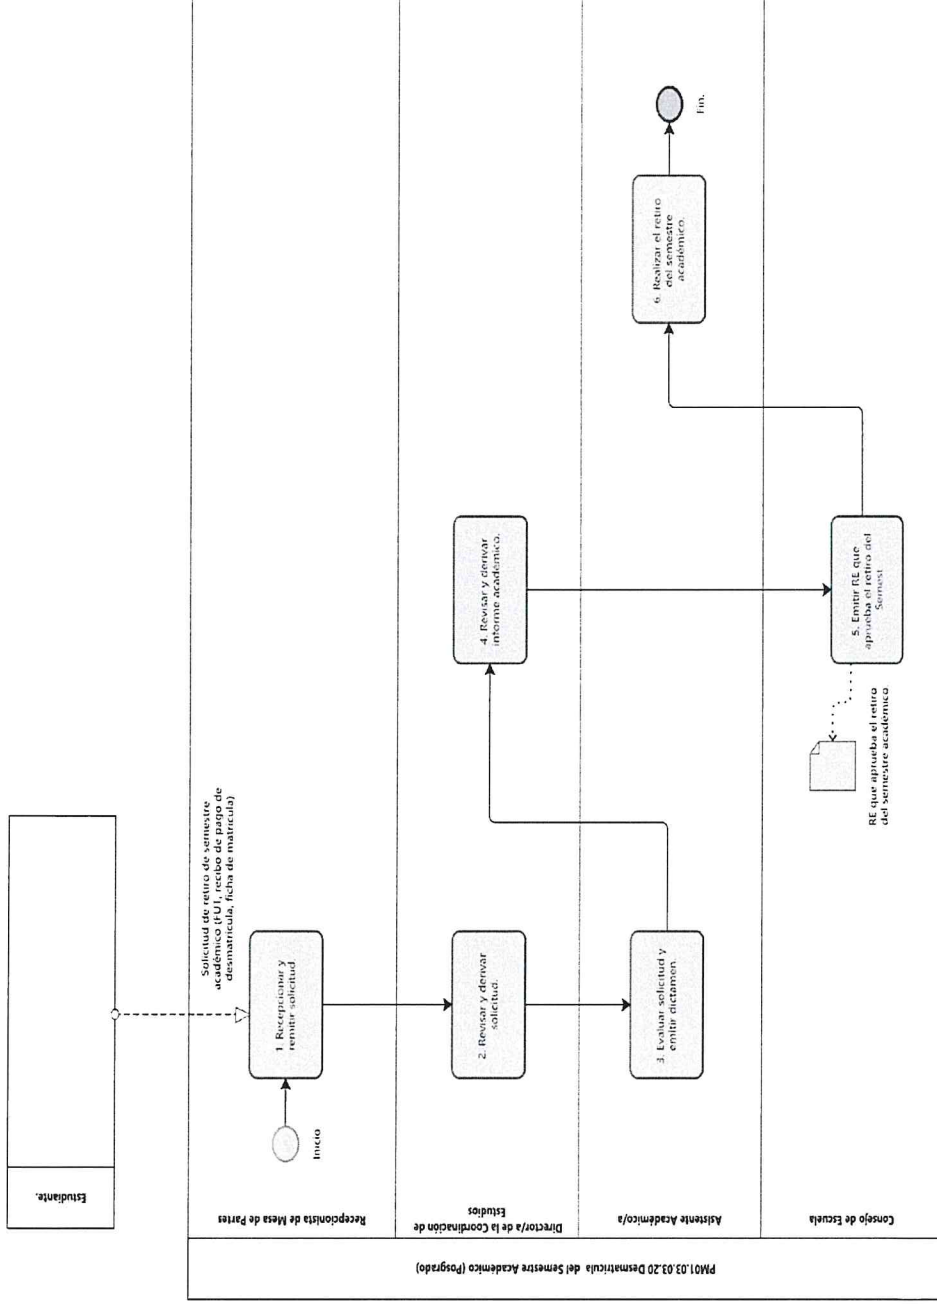 Estudiante.
PM01.03.03.20 Desmatricula del Semestre Académico (Posgrado)
Recepcionista de Mesa de Partes
Solicitud de retiro de semestre
académico (FUT, recibo de pago de
desmatricula, ficha de matricula)
Inicio
1. Recepcionar y
remitir solicitud.
Director/a de la Coordinación de
Estudios
2. Revisar y derivar
solicitud.
4. Revisar y derivar
informe académico.
Asistente Académico/a
3. Evaluar solicitud y
emitir dictamen.
6. Realizar el retiro
del semestre
académico.
Fin.
Consejo de Escuela
RE que aprueba el retiro
del semestre académico
5. Emitir RE que
aprueba el retiro del
Semest